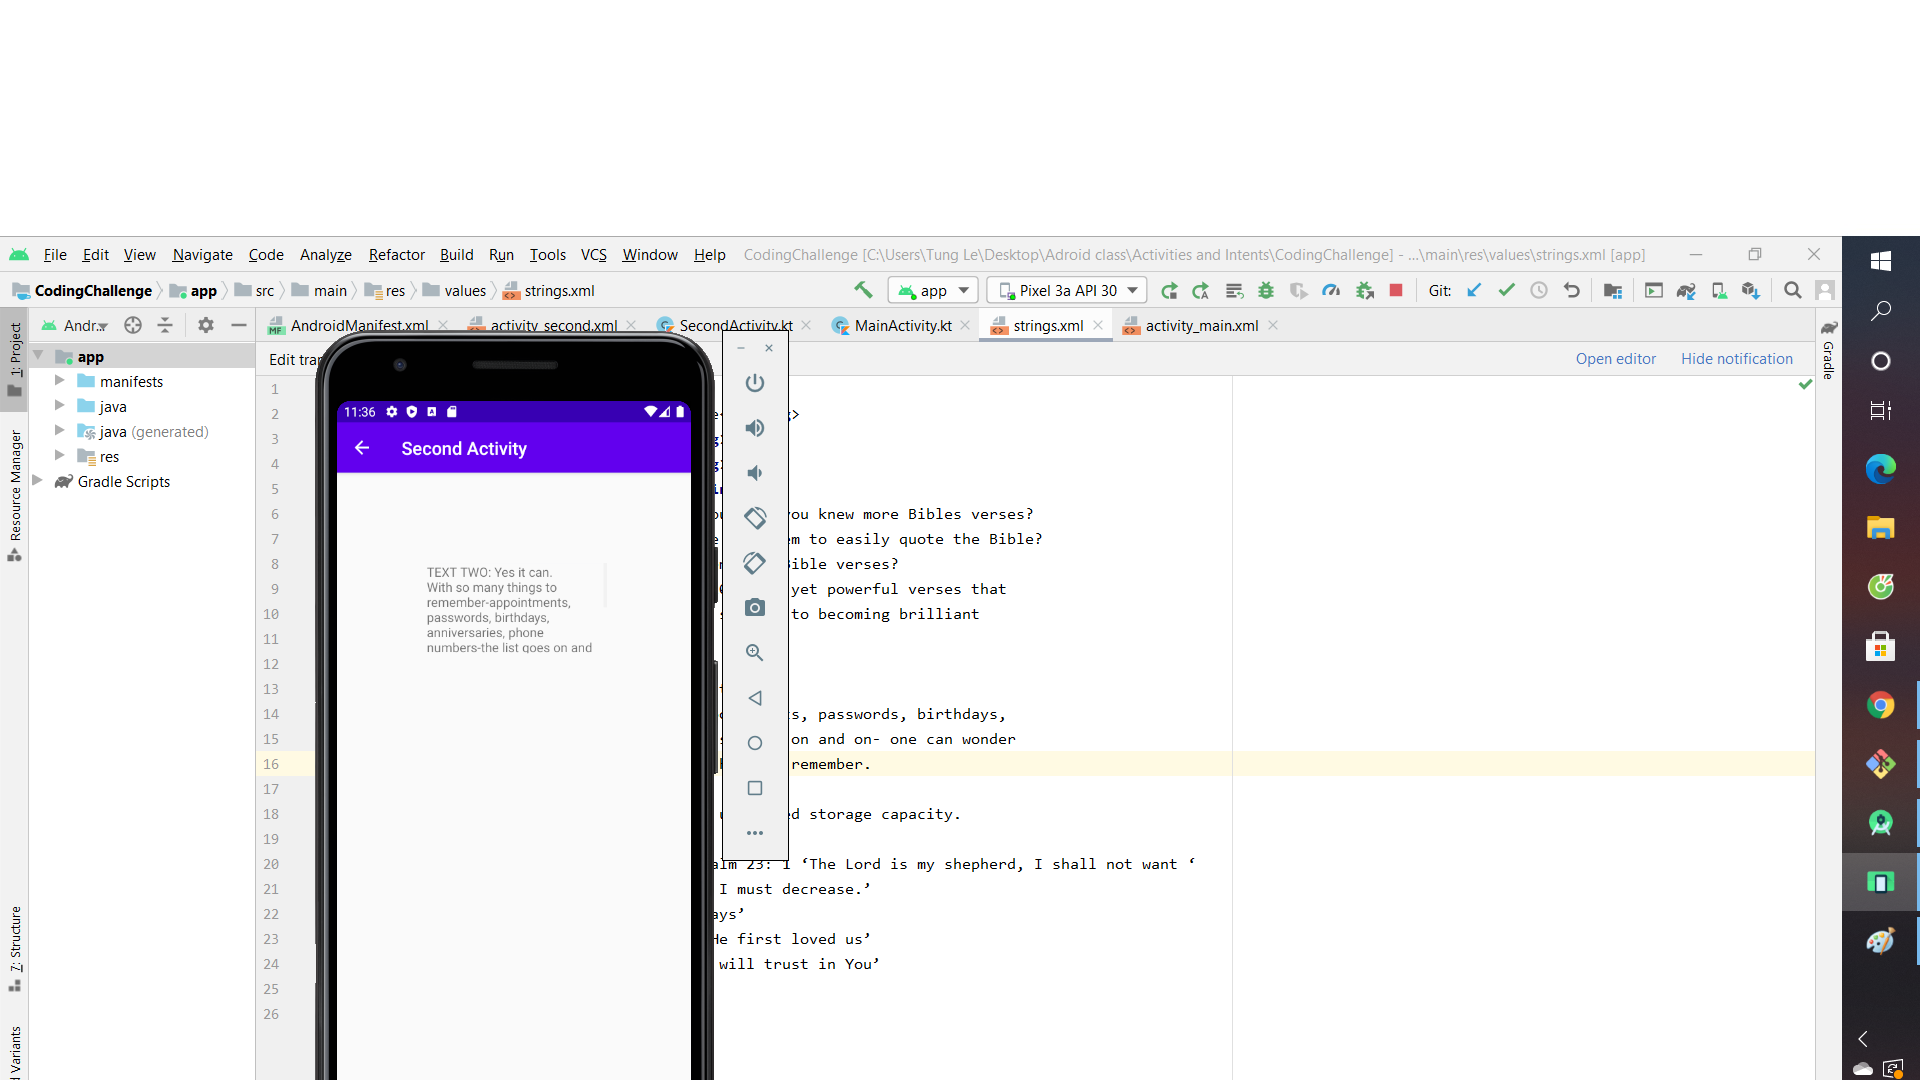 File Edit View Navigate Code Analyze Refactor Build Run Tools VCS Window Help CodingChallenge [C:\Users\Tung Le\Desktop\Adroid class\Activities and Intents\CodingChallenge] - ...\main\res\values\strings.xml [app]
CodingChallenge app src main res values strings.xml app Pixel 3a API 30 Git:
Andr... AndroidManifest.xml activity_second.xml SecondActivity.kt MainActivity.kt strings.xml activity_main.xml
1: Project
Resource Manager
7: Structure
Variants
Gradle
app
manifests
java
java (generated)
res
Gradle Scripts
Edit Open editor Hide notification
11:36
Second Activity
TEXT TWO: Yes it can.
With so many things to
remember-appointments,
passwords, birthdays,
anniversaries, phone
numbers-the list goes on and
1
2 >
3
4
5
6 you knew more Bibles verses?
7 em to easily quote the Bible?
8 Bible verses?
9 yet powerful verses that
10 to becoming brilliant
11
12
13
14 s, passwords, birthdays,
15 on and on- one can wonder
16 remember.
17
18 d storage capacity.
19
20 alm 23: 1 ‘The Lord is my shepherd, I shall not want ‘
21 I must decrease.’
22 ays’
23 He first loved us’
24 will trust in You’
25
26